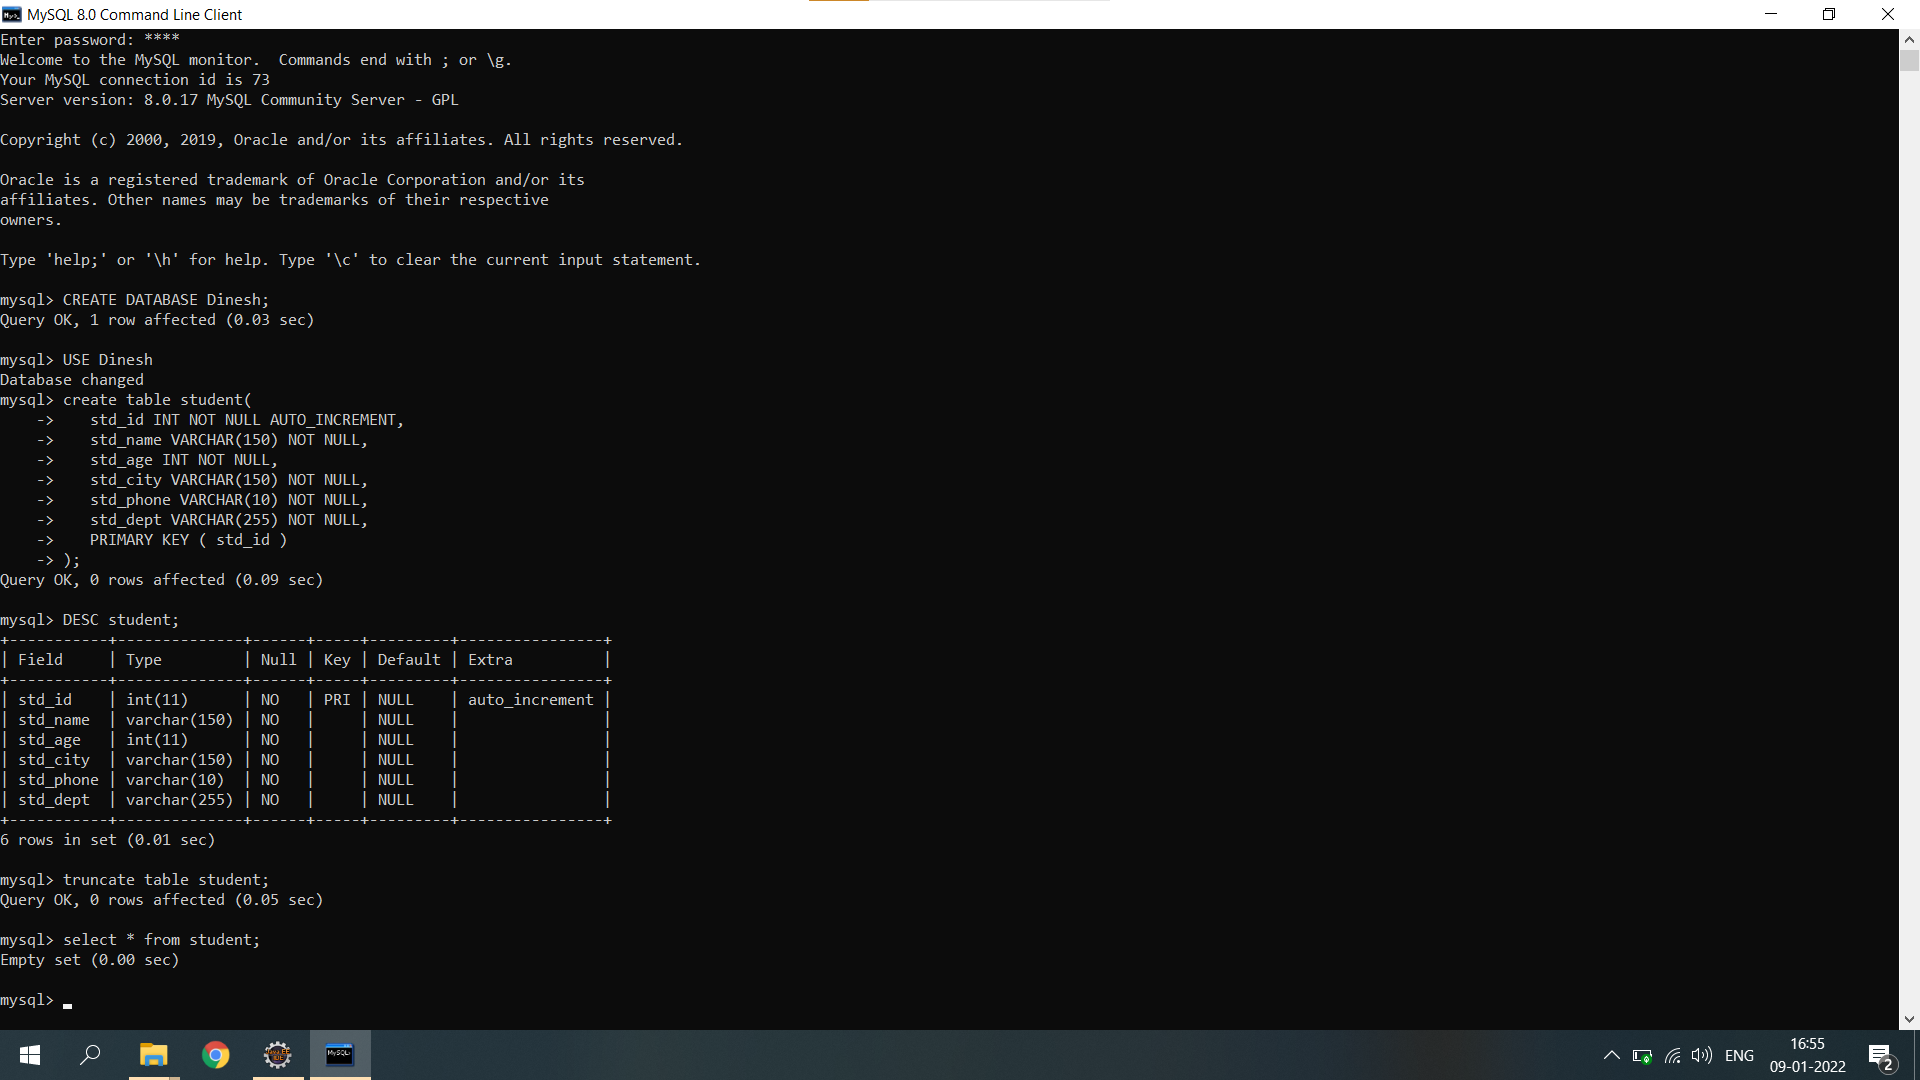 MySQL 8.0 Command Line Client
Enter password: ****
Welcome to the MySQL monitor.  Commands end with ; or \g.
Your MySQL connection id is 73
Server version: 8.0.17 MySQL Community Server - GPL
Copyright (c) 2000, 2019, Oracle and/or its affiliates. All rights reserved.
Oracle is a registered trademark of Oracle Corporation and/or its
affiliates. Other names may be trademarks of their respective
owners.
Type 'help;' or '\h' for help. Type '\c' to clear the current input statement.
mysql> CREATE DATABASE Dinesh;
Query OK, 1 row affected (0.03 sec)
mysql> USE Dinesh
Database changed
mysql> create table student(
    ->    std_id INT NOT NULL AUTO_INCREMENT,
    ->    std_name VARCHAR(150) NOT NULL,
    ->    std_age INT NOT NULL,
    ->    std_city VARCHAR(150) NOT NULL,
    ->    std_phone VARCHAR(10) NOT NULL,
    ->    std_dept VARCHAR(255) NOT NULL,
    ->    PRIMARY KEY ( std_id )
    -> );
Query OK, 0 rows affected (0.09 sec)
mysql> DESC student;
+-----------+--------------+------+-----+---------+----------------+
| Field     | Type         | Null | Key | Default | Extra          |
+-----------+--------------+------+-----+---------+----------------+
| std_id    | int(11)      | NO   | PRI | NULL    | auto_increment |
| std_name  | varchar(150) | NO   |     | NULL    |                |
| std_age   | int(11)      | NO   |     | NULL    |                |
| std_city  | varchar(150) | NO   |     | NULL    |                |
| std_phone | varchar(10)  | NO   |     | NULL    |                |
| std_dept  | varchar(255) | NO   |     | NULL    |                |
+-----------+--------------+------+-----+---------+----------------+
6 rows in set (0.01 sec)
mysql> truncate table student;
Query OK, 0 rows affected (0.05 sec)
mysql> select * from student;
Empty set (0.00 sec)
mysql>
MySQL
ENG
16:55
09-01-2022
2